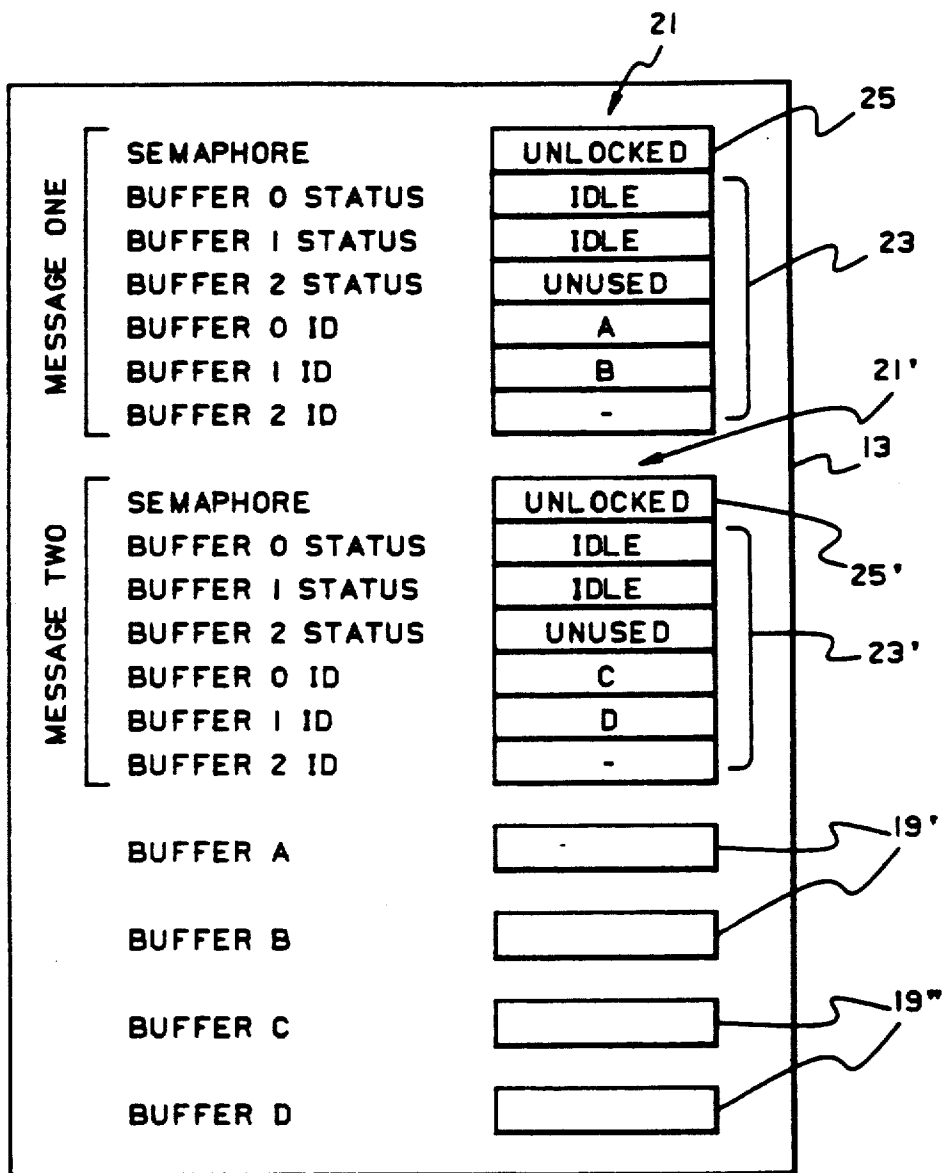 21
25
MESSAGE ONE
SEMAPHORE UNLOCKED
BUFFER 0 STATUS IDLE
BUFFER 1 STATUS IDLE
BUFFER 2 STATUS UNUSED
BUFFER 0 ID A
BUFFER 1 ID B
BUFFER 2 ID -
23
21'
13
MESSAGE TWO
SEMAPHORE UNLOCKED
BUFFER 0 STATUS IDLE
BUFFER 1 STATUS IDLE
BUFFER 2 STATUS UNUSED
BUFFER 0 ID C
BUFFER 1 ID D
BUFFER 2 ID -
25'
23'
BUFFER A
19'
BUFFER B
BUFFER C
19"
BUFFER D